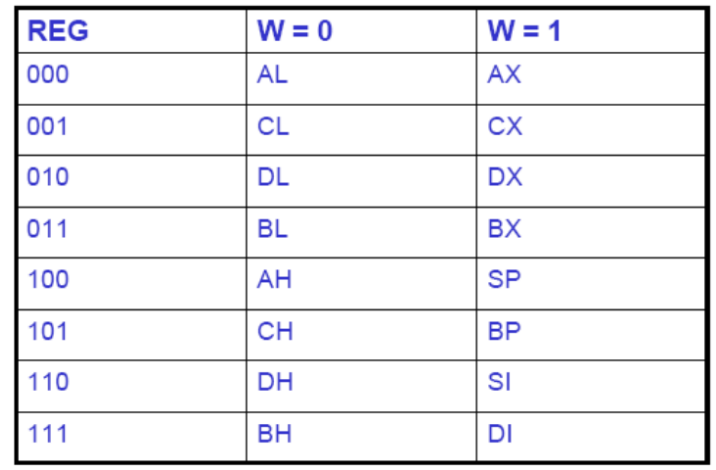 REG W = 0 W = 1
000 AL AX
001 CL CX
010 DL DX
011 BL BX
100 AH SP
101 CH BP
110 DH SI
111 BH DI